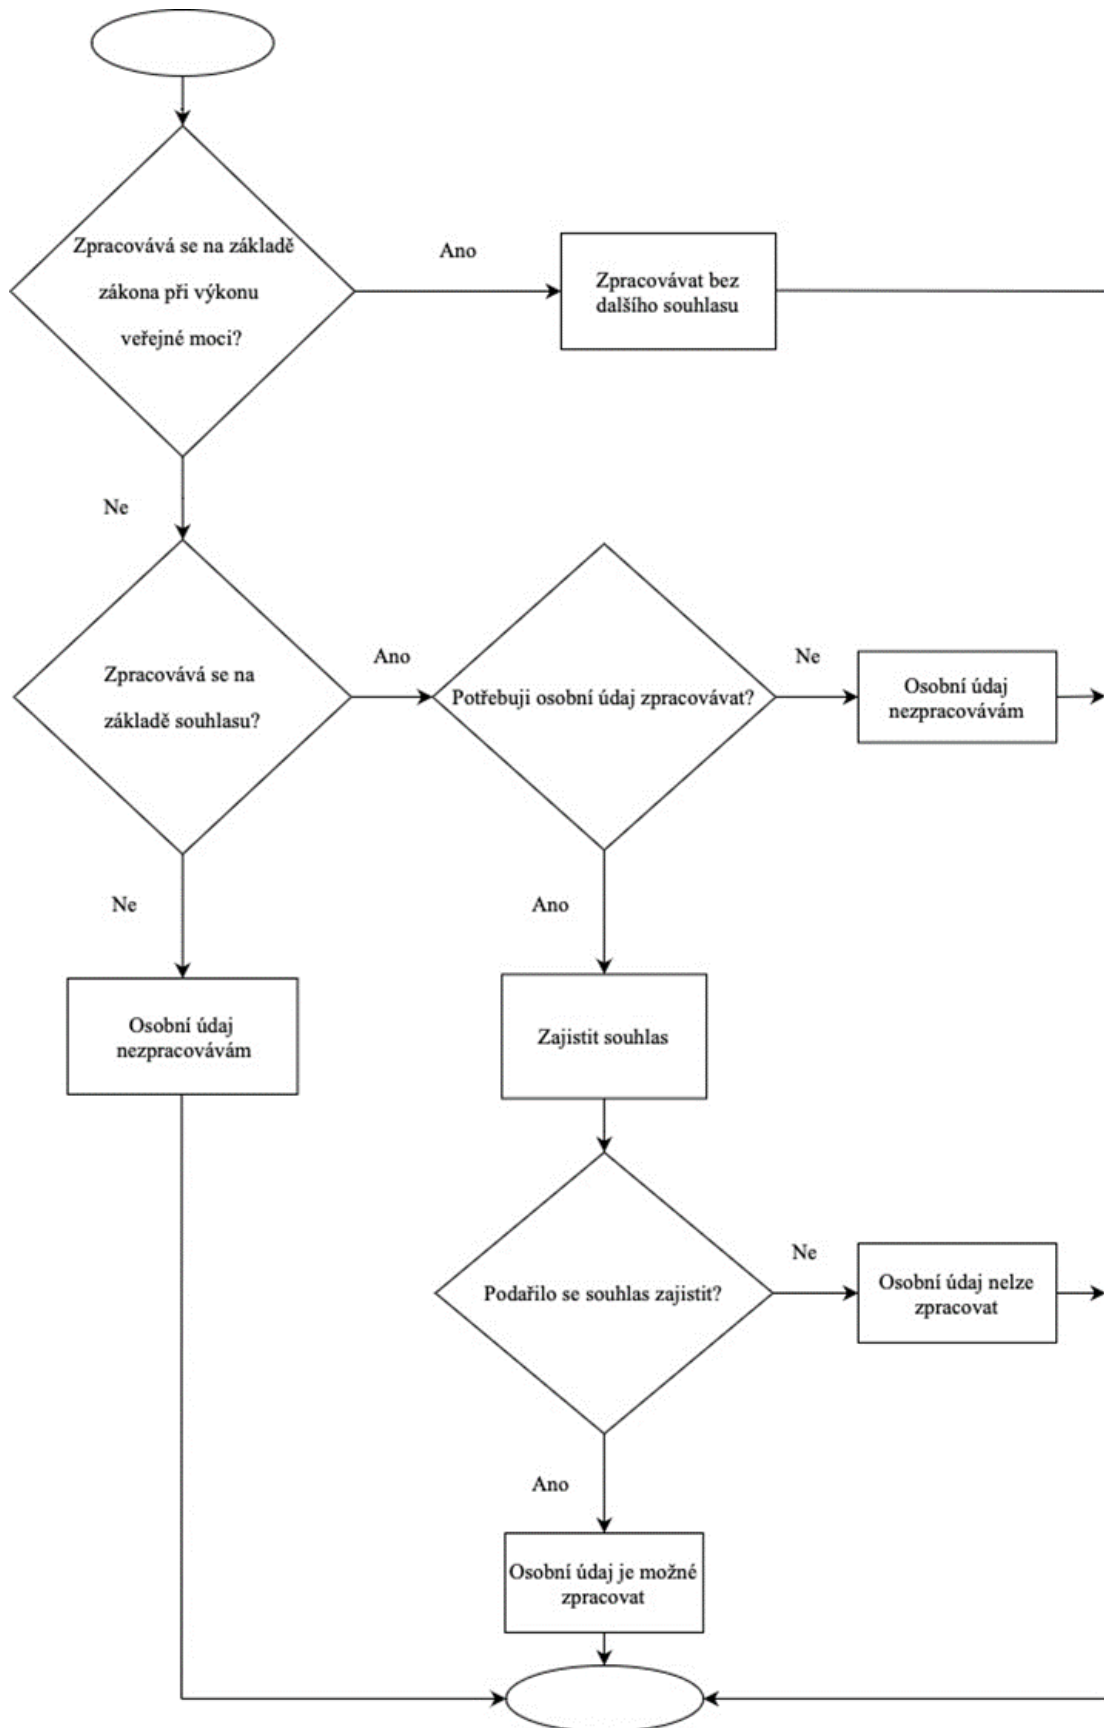 Zpracovává se na základě
zákona při výkonu
veřejné moci?
Ano
Zpracovávat bez
dalšího souhlasu
Ne
Zpracovává se na
základě souhlasu?
Ano
Potřebuji osobní údaj zpracovávat?
Ne
Osobní údaj
nezpracovávám
Ne
Osobní údaj
nezpracovávám
Ano
Zajistit souhlas
Podařilo se souhlas zajistit?
Ne
Osobní údaj nelze
zpracovat
Ano
Osobní údaj je možné
zpracovat